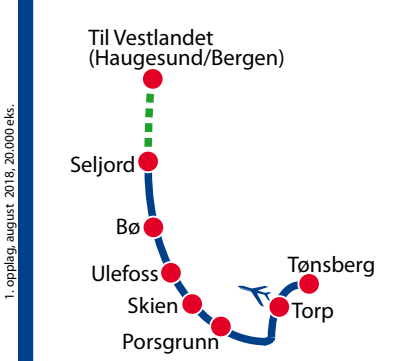 Til Vestlandet
(Haugesund/Bergen)
Seljord
Bø
Ulefoss
Skien
Porsgrunn
Tønsberg
Torp
1. opplag, august 2018, 20.000 eks.